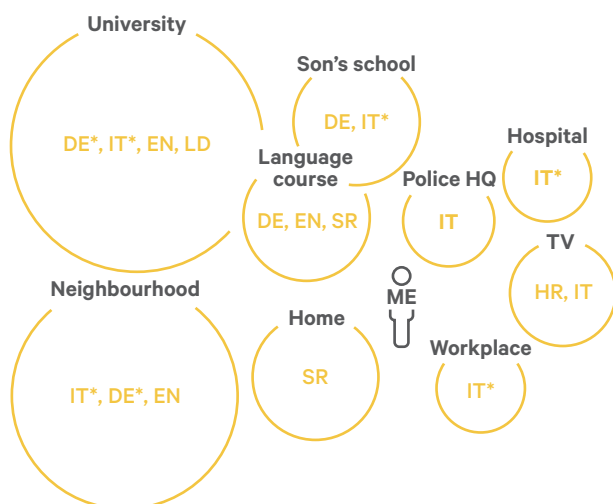 University
DE*, IT*, EN, LD
Son’s school
DE, IT*
Language
course
DE, EN, SR
Police HQ
IT
Hospital
IT*
TV
HR, IT
ME
Neighbourhood
IT*, DE*, EN
Home
SR
Workplace
IT*